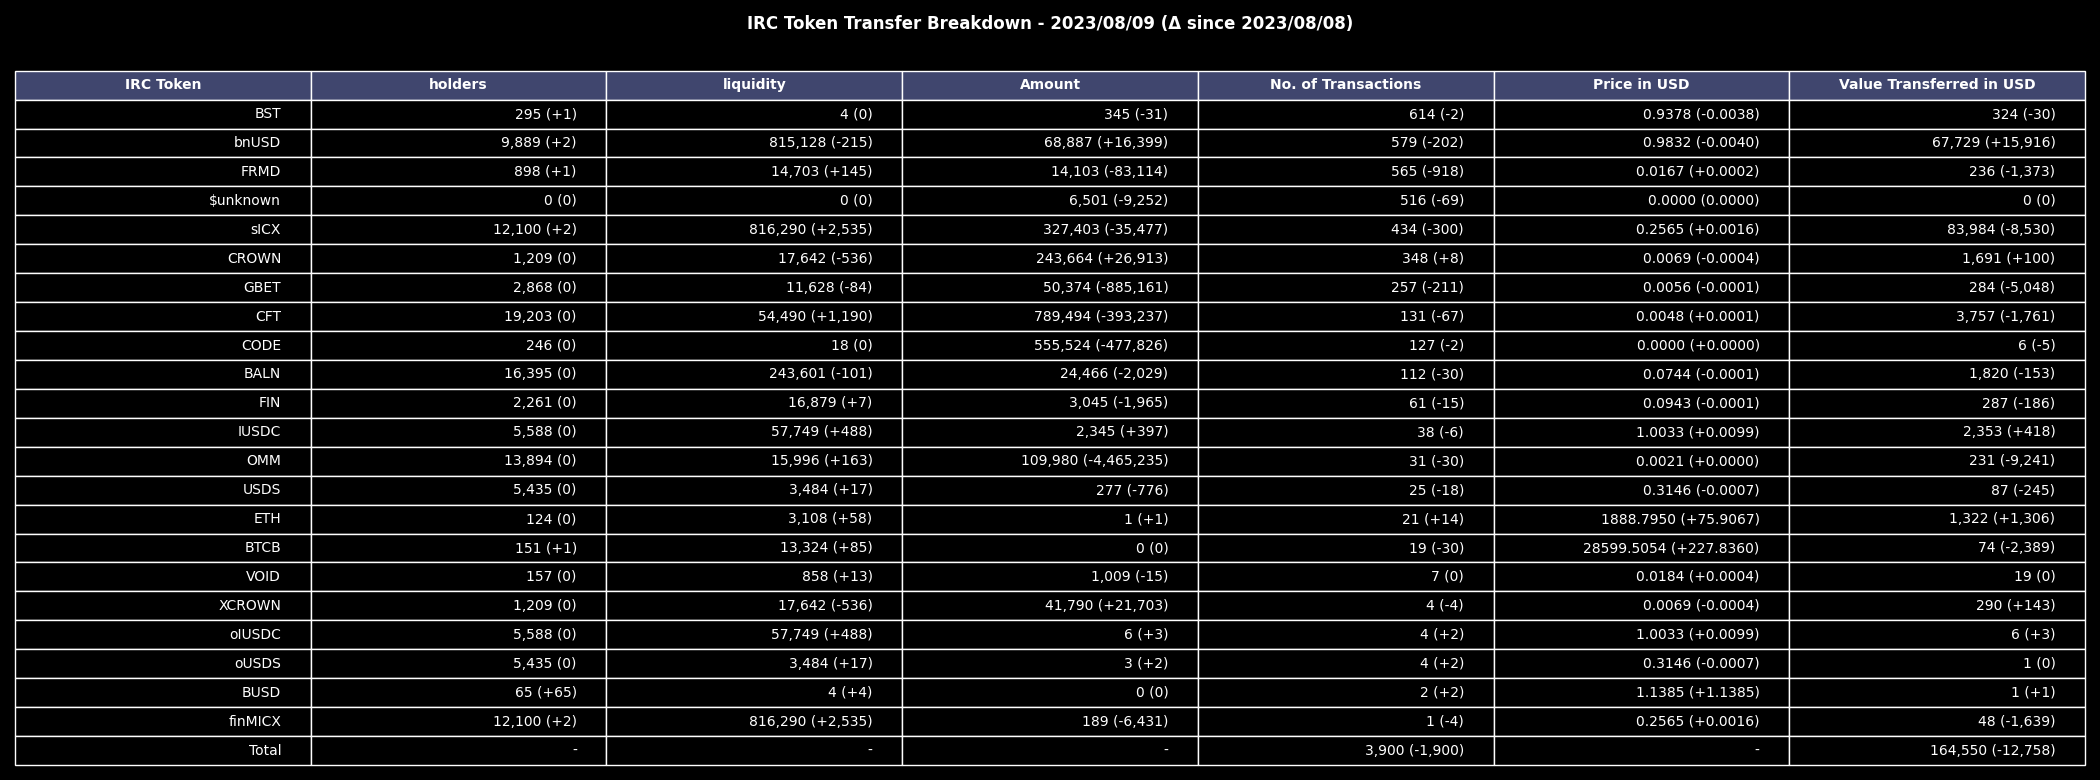 IRC Token Transfer Breakdown - 2023/08/09 (Δ since 2023/08/08)
IRC Token holders liquidity Amount No. of Transactions Price in USD Value Transferred in USD
BST 295 (+1) 4 (0) 345 (-31) 614 (-2) 0.9378 (-0.0038) 324 (-30)
bnUSD 9,889 (+2) 815,128 (-215) 68,887 (+16,399) 579 (-202) 0.9832 (-0.0040) 67,729 (+15,916)
FRMD 898 (+1) 14,703 (+145) 14,103 (-83,114) 565 (-918) 0.0167 (+0.0002) 236 (-1,373)
$unknown 0 (0) 0 (0) 6,501 (-9,252) 516 (-69) 0.0000 (0.0000) 0 (0)
sICX 12,100 (+2) 816,290 (+2,535) 327,403 (-35,477) 434 (-300) 0.2565 (+0.0016) 83,984 (-8,530)
CROWN 1,209 (0) 17,642 (-536) 243,664 (+26,913) 348 (+8) 0.0069 (-0.0004) 1,691 (+100)
GBET 2,868 (0) 11,628 (-84) 50,374 (-885,161) 257 (-211) 0.0056 (-0.0001) 284 (-5,048)
CFT 19,203 (0) 54,490 (+1,190) 789,494 (-393,237) 131 (-67) 0.0048 (+0.0001) 3,757 (-1,761)
CODE 246 (0) 18 (0) 555,524 (-477,826) 127 (-2) 0.0000 (+0.0000) 6 (-5)
BALN 16,395 (0) 243,601 (-101) 24,466 (-2,029) 112 (-30) 0.0744 (-0.0001) 1,820 (-153)
FIN 2,261 (0) 16,879 (+7) 3,045 (-1,965) 61 (-15) 0.0943 (-0.0001) 287 (-186)
IUSDC 5,588 (0) 57,749 (+488) 2,345 (+397) 38 (-6) 1.0033 (+0.0099) 2,353 (+418)
OMM 13,894 (0) 15,996 (+163) 109,980 (-4,465,235) 31 (-30) 0.0021 (+0.0000) 231 (-9,241)
USDS 5,435 (0) 3,484 (+17) 277 (-776) 25 (-18) 0.3146 (-0.0007) 87 (-245)
ETH 124 (0) 3,108 (+58) 1 (+1) 21 (+14) 1888.7950 (+75.9067) 1,322 (+1,306)
BTCB 151 (+1) 13,324 (+85) 0 (0) 19 (-30) 28599.5054 (+227.8360) 74 (-2,389)
VOID 157 (0) 858 (+13) 1,009 (-15) 7 (0) 0.0184 (+0.0004) 19 (0)
XCROWN 1,209 (0) 17,642 (-536) 41,790 (+21,703) 4 (-4) 0.0069 (-0.0004) 290 (+143)
oIUSDC 5,588 (0) 57,749 (+488) 6 (+3) 4 (+2) 1.0033 (+0.0099) 6 (+3)
oUSDS 5,435 (0) 3,484 (+17) 3 (+2) 4 (+2) 0.3146 (-0.0007) 1 (0)
BUSD 65 (+65) 4 (+4) 0 (0) 2 (+2) 1.1385 (+1.1385) 1 (+1)
finMICX 12,100 (+2) 816,290 (+2,535) 189 (-6,431) 1 (-4) 0.2565 (+0.0016) 48 (-1,639)
Total - - - 3,900 (-1,900) - 164,550 (-12,758)